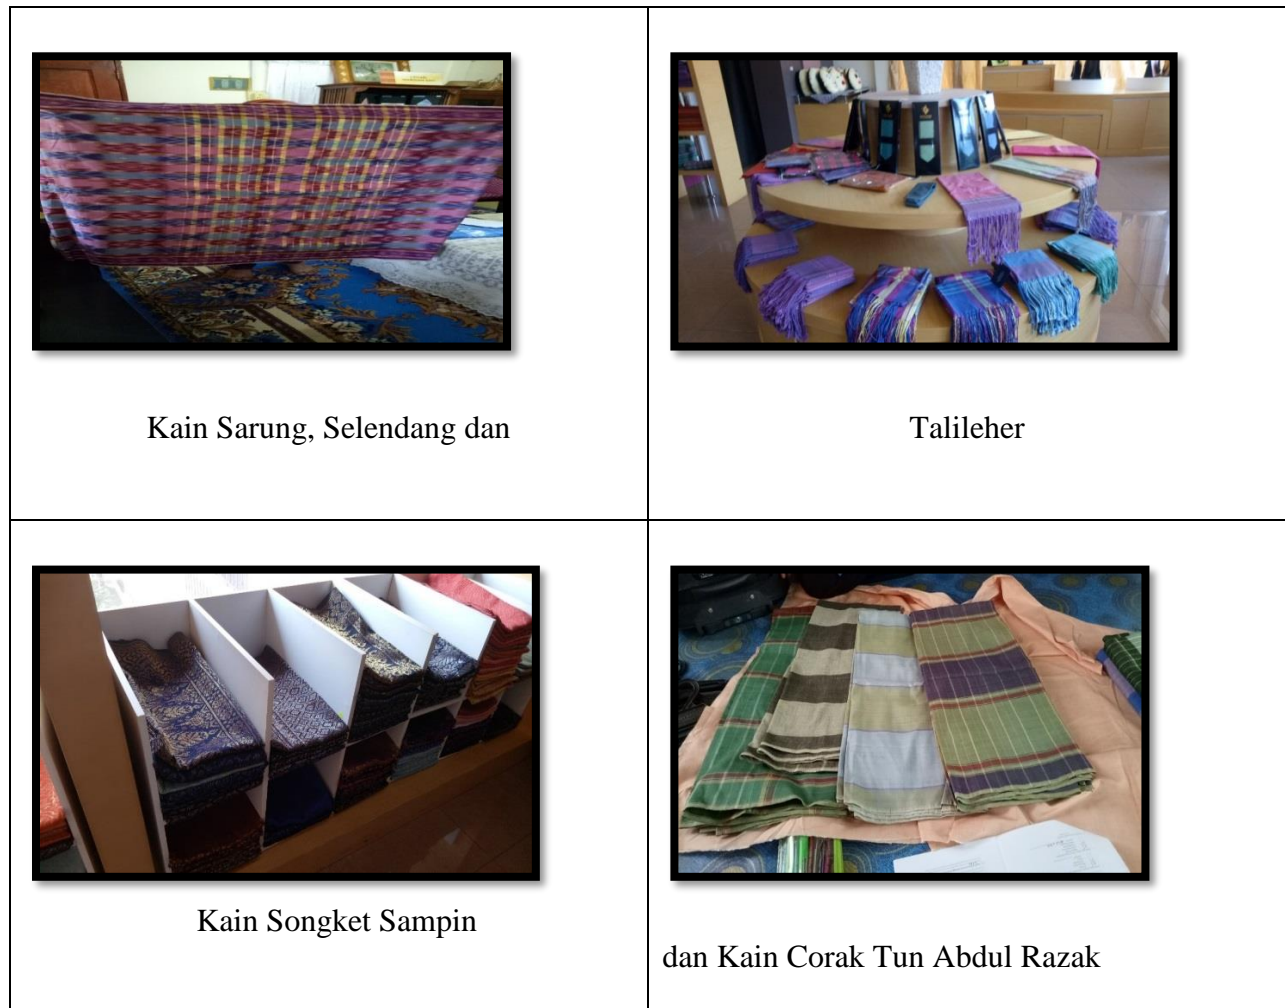 Kain Sarung, Selendang dan
Talileher
Kain Songket Sampin
dan Kain Corak Tun Abdul Razak